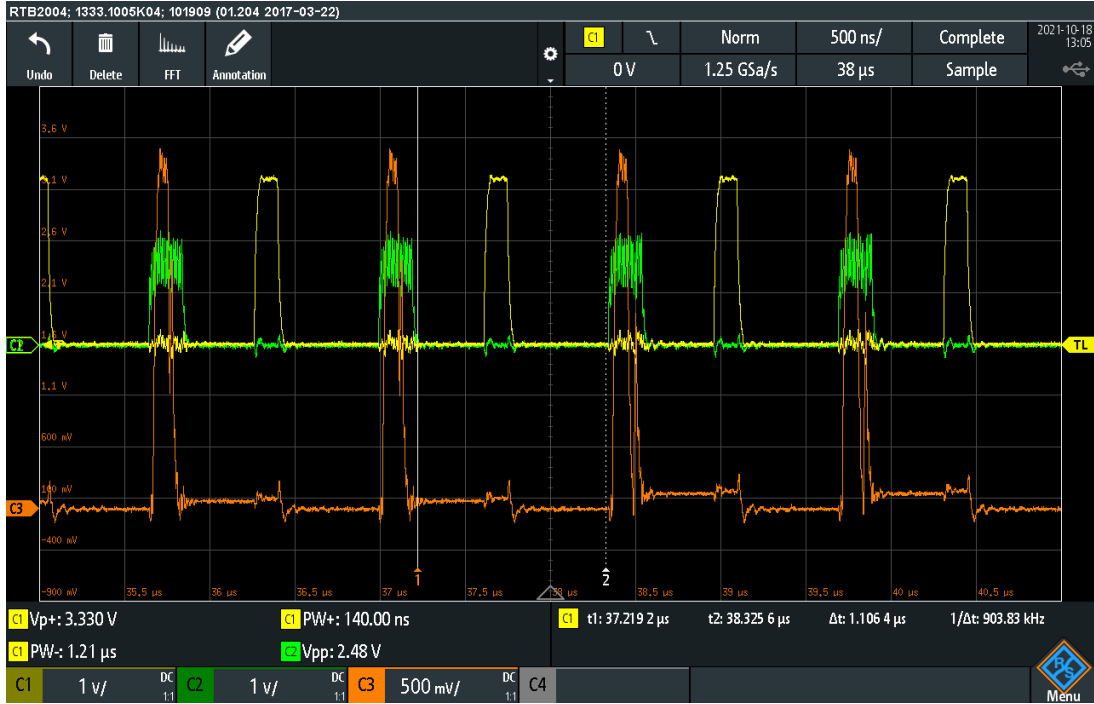 RTB2004; 1333.1005K04; 101909 (01.204 2017-03-22)
Undo Delete FFT Annotation
C1 Norm 500 ns/ Complete 2021-10-18
0 V 1.25 GSa/s 38 µs Sample 13:05
3.6 V
2.6 V
2.1 V
C2 TL
1.1 V
600 mV
100 mV
C3
-400 mV
1 2
-900 mV 35.5 µs 36 µs 36.5 µs 37 µs 37.5 µs 38 µs 38.5 µs 39 µs 39.5 µs 40 µs 40.5 µs
C1 Vp+: 3.330 V C1 PW+: 140.00 ns C1 t1: 37.219 2 µs t2: 38.325 6 µs Δt: 1.106 4 µs 1/Δt: 903.83 kHz
C1 PW-: 1.21 µs C2 Vpp: 2.48 V
C1 1 V/ DC 1:1 C2 1 V/ DC 1:1 C3 500 mV/ DC 1:1 C4 R&S
Menu